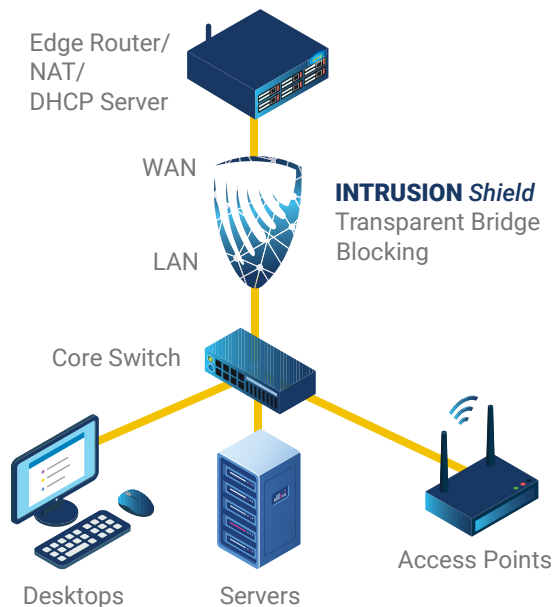 Edge Router/
NAT/
DHCP Server
WAN
INTRUSION Shield
Transparent Bridge
Blocking
LAN
Core Switch
Access Points
Desktops
Servers